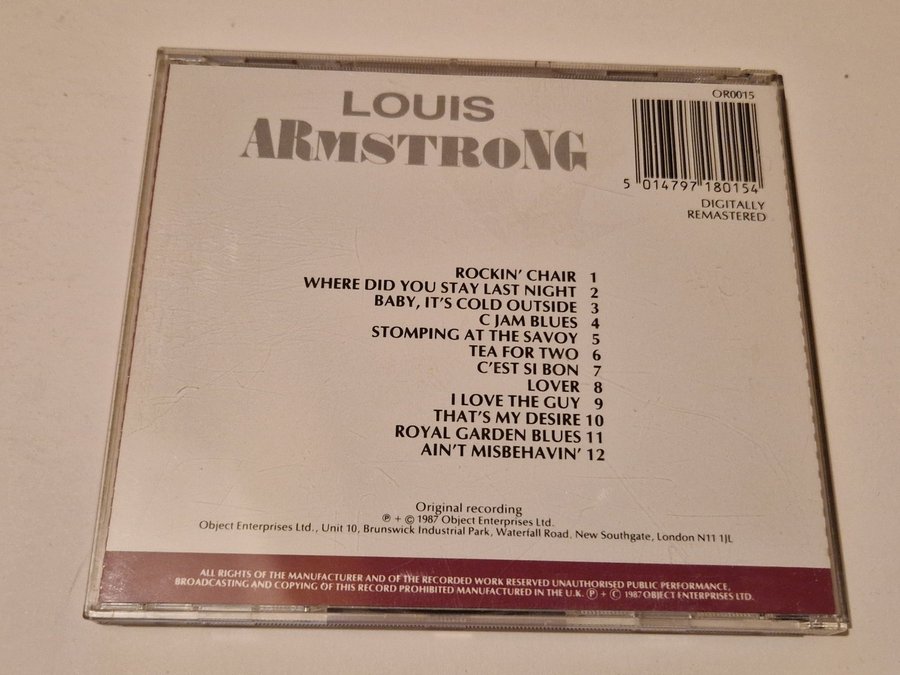 OR0015
LOUIS
ARMSTRONG
5 014797 180154
DIGITALLY
REMASTERED
ROCKIN' CHAIR 1
WHERE DID YOU STAY LAST NIGHT 2
BABY, IT'S COLD OUTSIDE 3
C JAM BLUES 4
STOMPING AT THE SAVOY 5
TEA FOR TWO 6
C'EST SI BON 7
LOVER 8
I LOVE THE GUY 9
THAT'S MY DESIRE 10
ROYAL GARDEN BLUES 11
AIN'T MISBEHAVIN' 12
Original recording
℗ + © 1987 Object Enterprises Ltd.
Object Enterprises Ltd., Unit 10, Brunswick Industrial Park, Waterfall Road, New Southgate, London N11 1JL
ALL RIGHTS OF THE MANUFACTURER AND OF THE RECORDED WORK RESERVED UNAUTHORISED PUBLIC PERFORMANCE,
BROADCASTING AND COPYING OF THIS RECORD PROHIBITED MANUFACTURED IN THE U.K. ℗ + © 1987 OBJECT ENTERPRISES LTD.